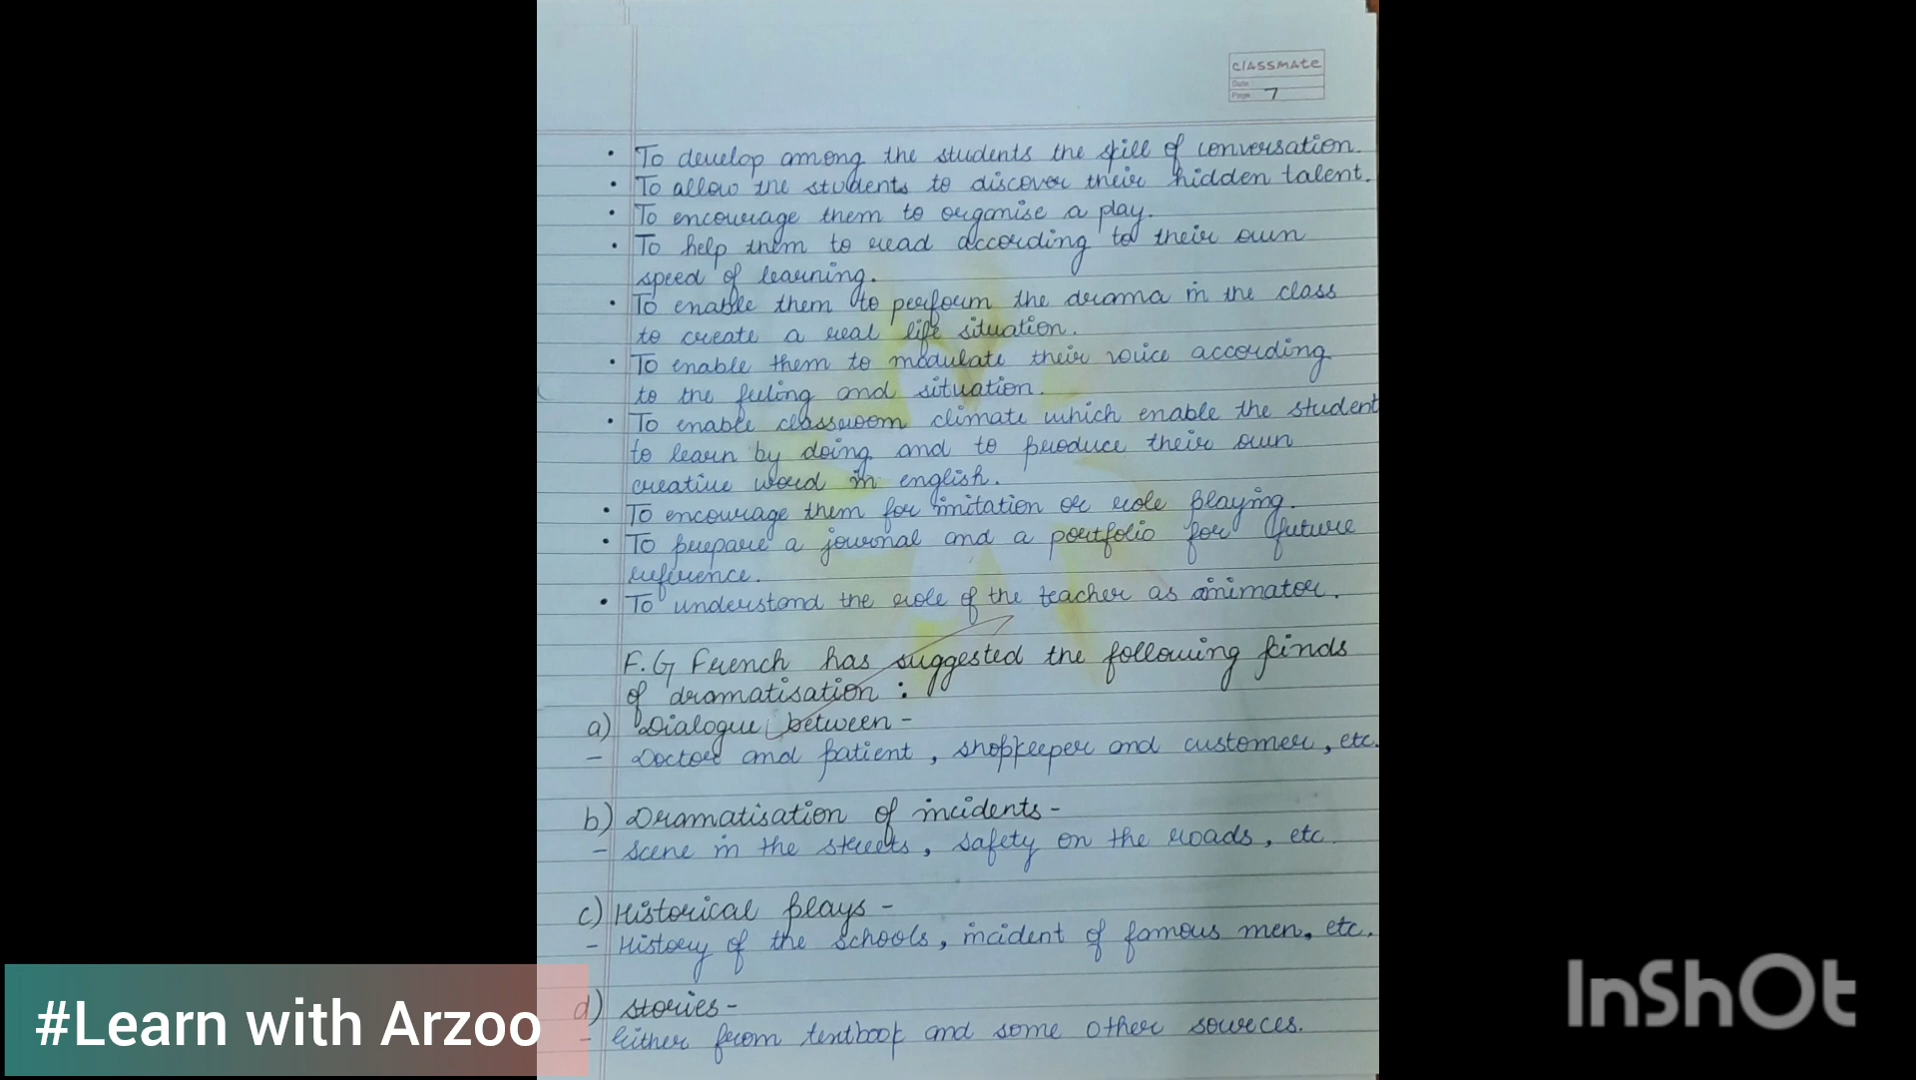 classmate
Date
Page 7
• To develop among the students the skill of conversation.
• To allow the students to discover their hidden talent.
• To encourage them to organise a play.
• To help them to read according to their own
speed of learning.
• To enable them to perform the drama in the class
to create a real life situation.
• To enable them to modulate their voice according
to the feeling and situation.
• To enable classroom climate which enable the student
to learn by doing and to produce their own
creative word in english.
• To encourage them for imitation or role playing.
• To prepare a journal and a portfolio for future
reference.
• To understand the role of the teacher as animator.
F.G French has suggested the following kinds
of dramatisation :
a) Dialogue between -
- Doctor and patient, shopkeeper and customer, etc.
b) Dramatisation of incidents -
- scene in the streets, safety on the roads, etc
c) Historical plays -
- History of the schools, incident of famous men, etc.
d) stories -
- Either from textbook and some other sources.
#Learn with Arzoo
InShOt